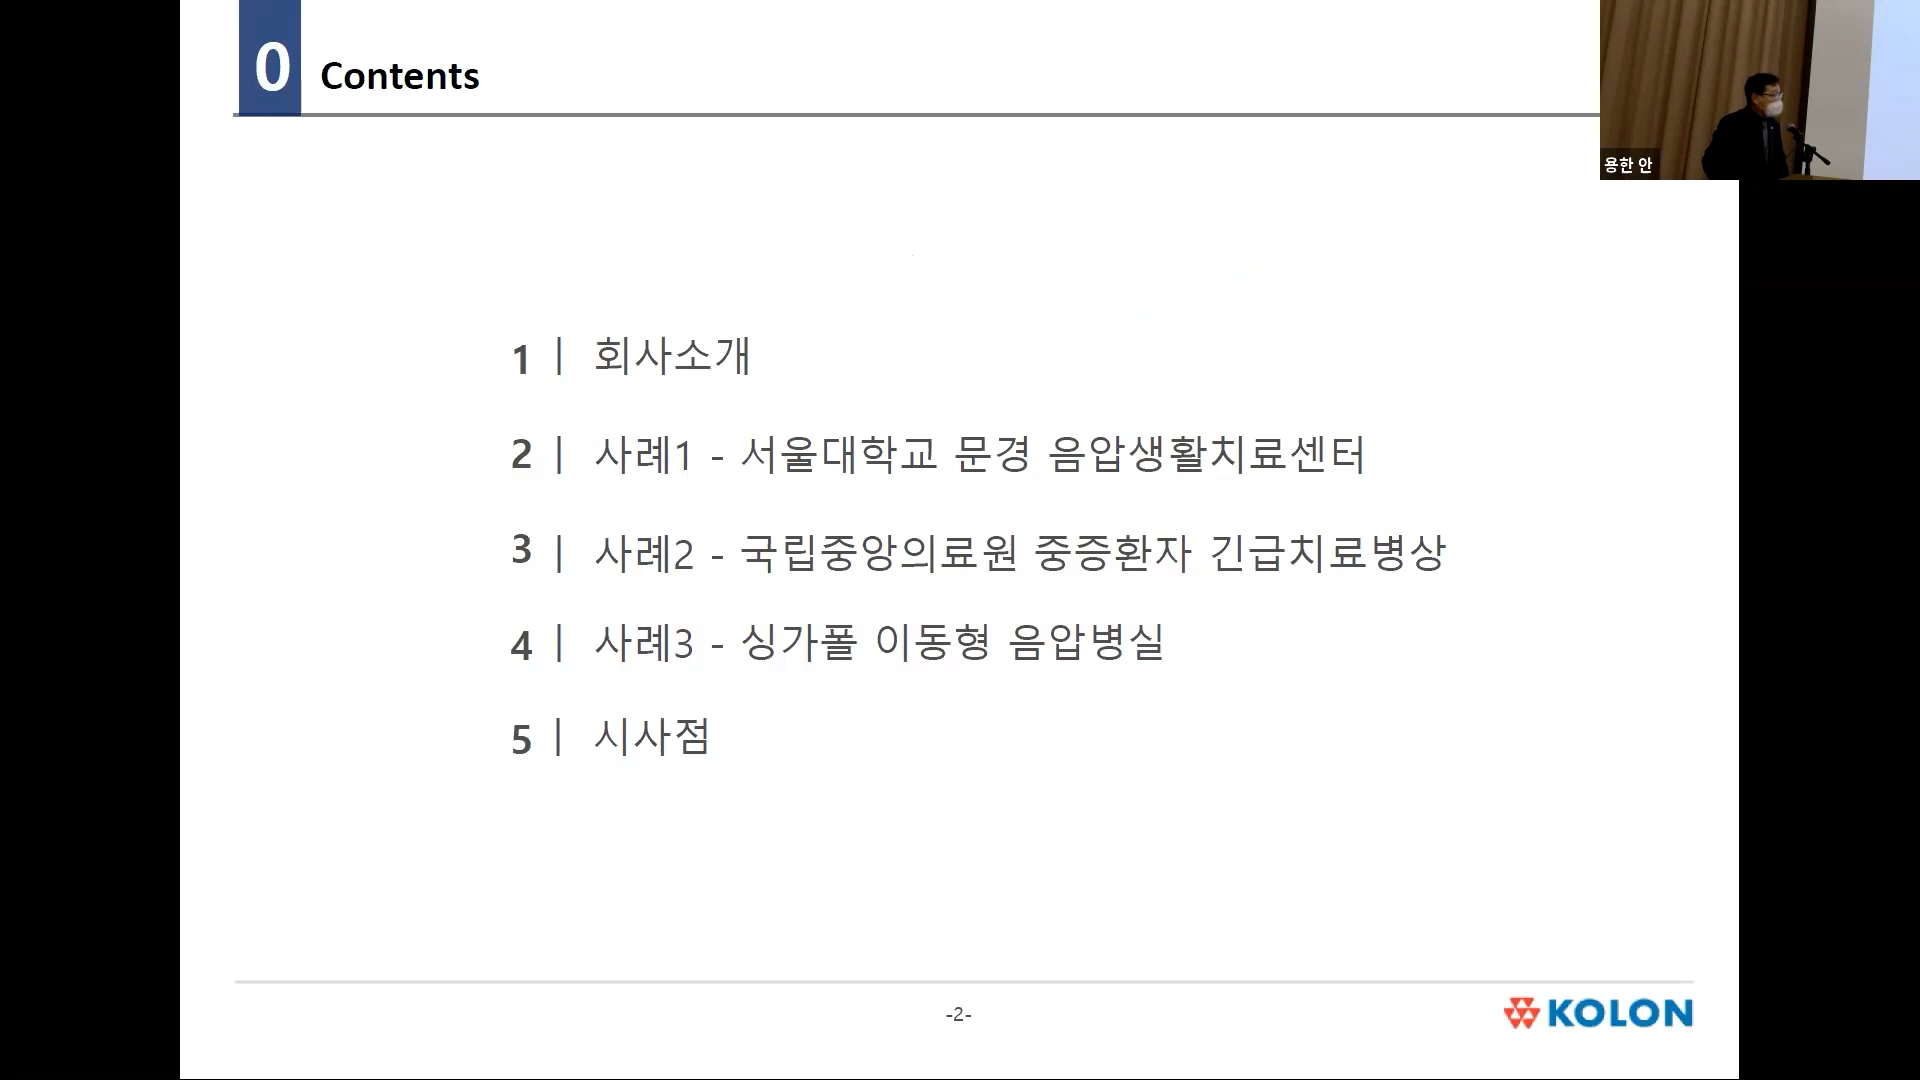 0 Contents
용한 안
1 | 회사소개
2 | 사례1 - 서울대학교 문경 음압생활치료센터
3 | 사례2 - 국립중앙의료원 중증환자 긴급치료병상
4 | 사례3 - 싱가폴 이동형 음압병실
5 | 시사점
-2-
KOLON